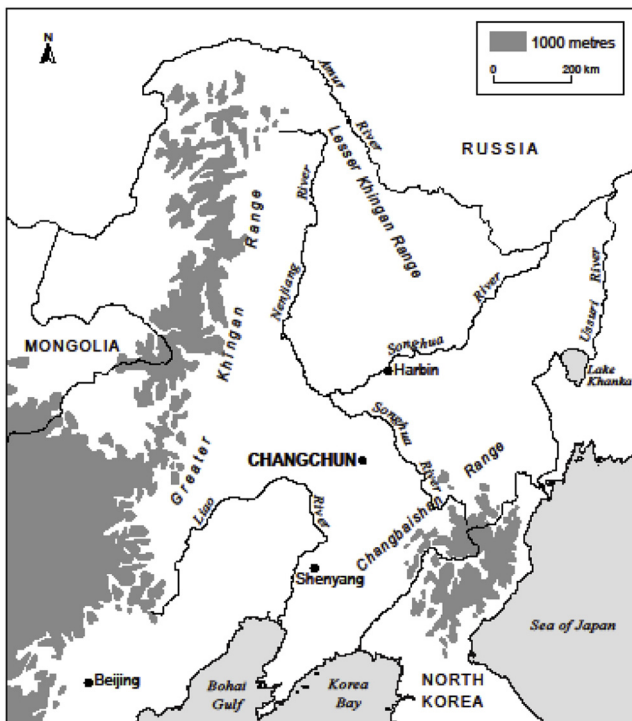 N
1000 metres
0 200 km
Amur
River
RUSSIA
Lesser Khingan Range
River
Nenjiang
Greater Khingan Range
Songhua River
Ussuri River
MONGOLIA
Harbin
Lake
Khanka
Songhua
River
CHANGCHUN
Changbaishan Range
Liao
River
Shenyang
Sea of Japan
Beijing
Bohai
Gulf
Korea
Bay
NORTH
KOREA